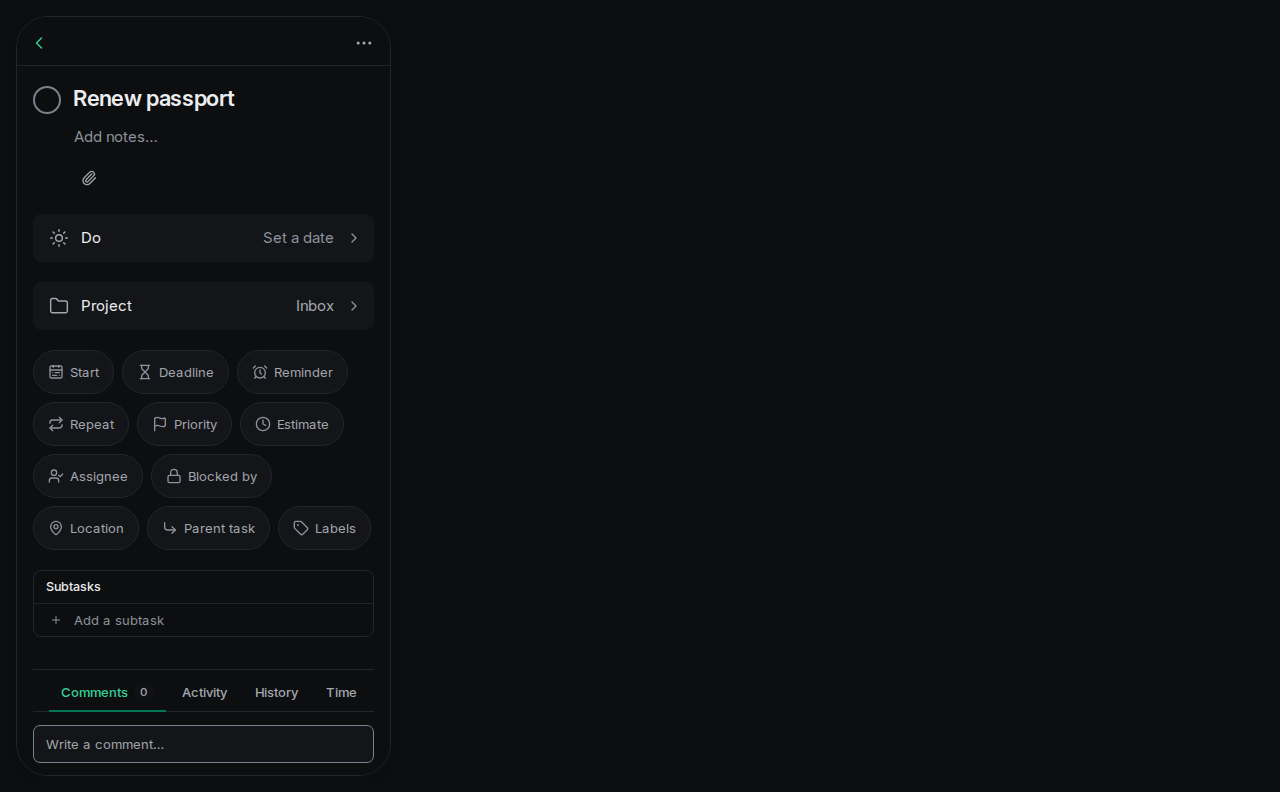 Renew passport
Add notes...
Do Set a date
Project Inbox
Start Deadline Reminder
Repeat Priority Estimate
Assignee Blocked by
Location Parent task Labels
Subtasks
Add a subtask
Comments 0 Activity History Time
Write a comment...